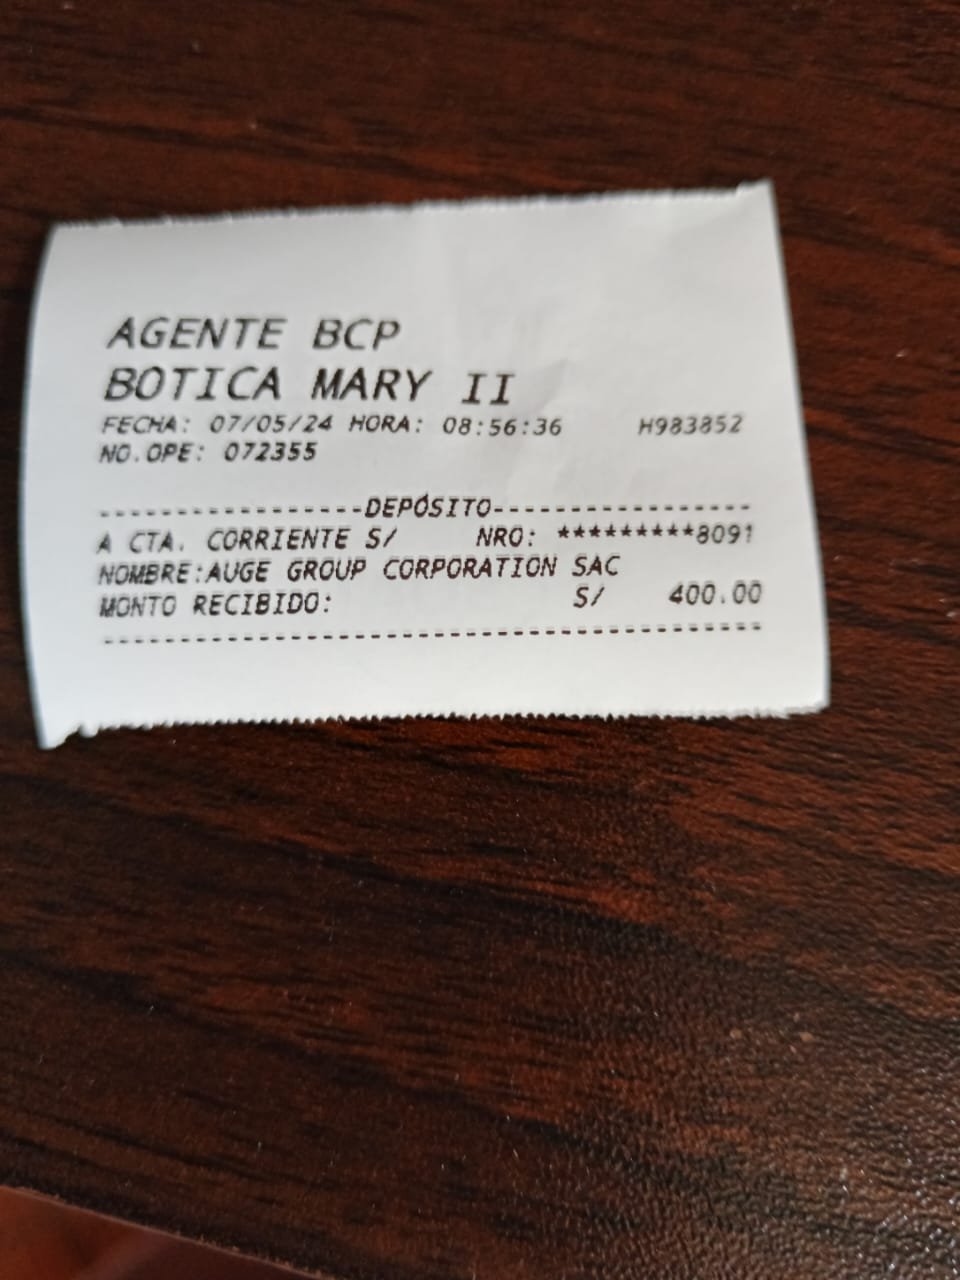 AGENTE BCP
BOTICA MARY II
FECHA: 07/05/24 HORA: 08:56:36 H983852
NO.OPE: 072355
-----------------DEPÓSITO-----------------
A CTA. CORRIENTE S/ NRO: *********8091
NOMBRE:AUGE GROUP CORPORATION SAC
MONTO RECIBIDO: S/ 400.00